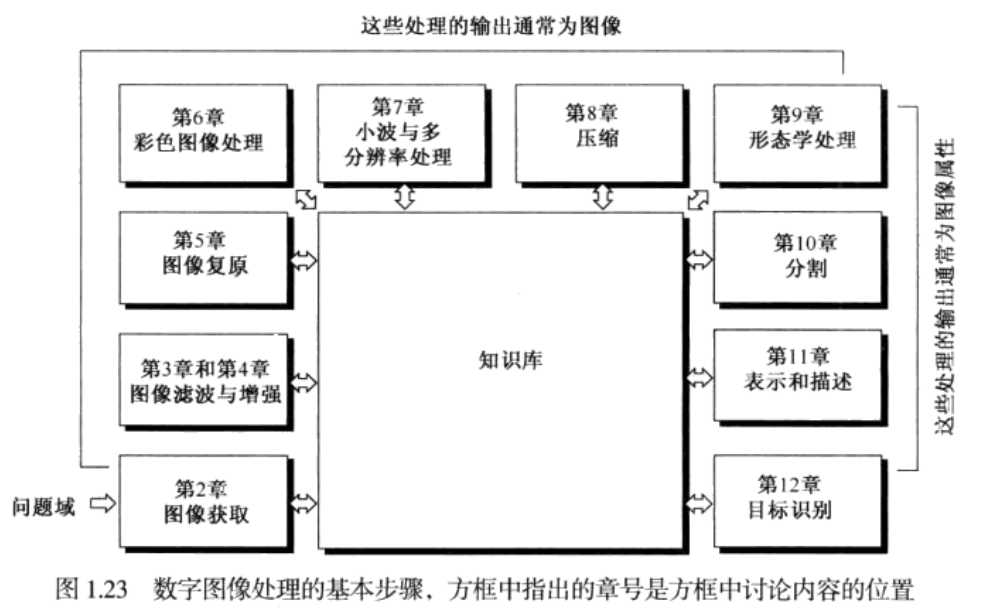 这些处理的输出通常为图像
第6章
彩色图像处理
第7章
小波与多
分辨率处理
第8章
压缩
第9章
形态学处理
第5章
图像复原
第10章
分割
第3章和第4章
图像滤波与增强
知识库
第11章
表示和描述
问题域
第2章
图像获取
第12章
目标识别
这些处理的输出通常为图像属性
图 1.23 数字图像处理的基本步骤，方框中指出的章号是方框中讨论内容的位置